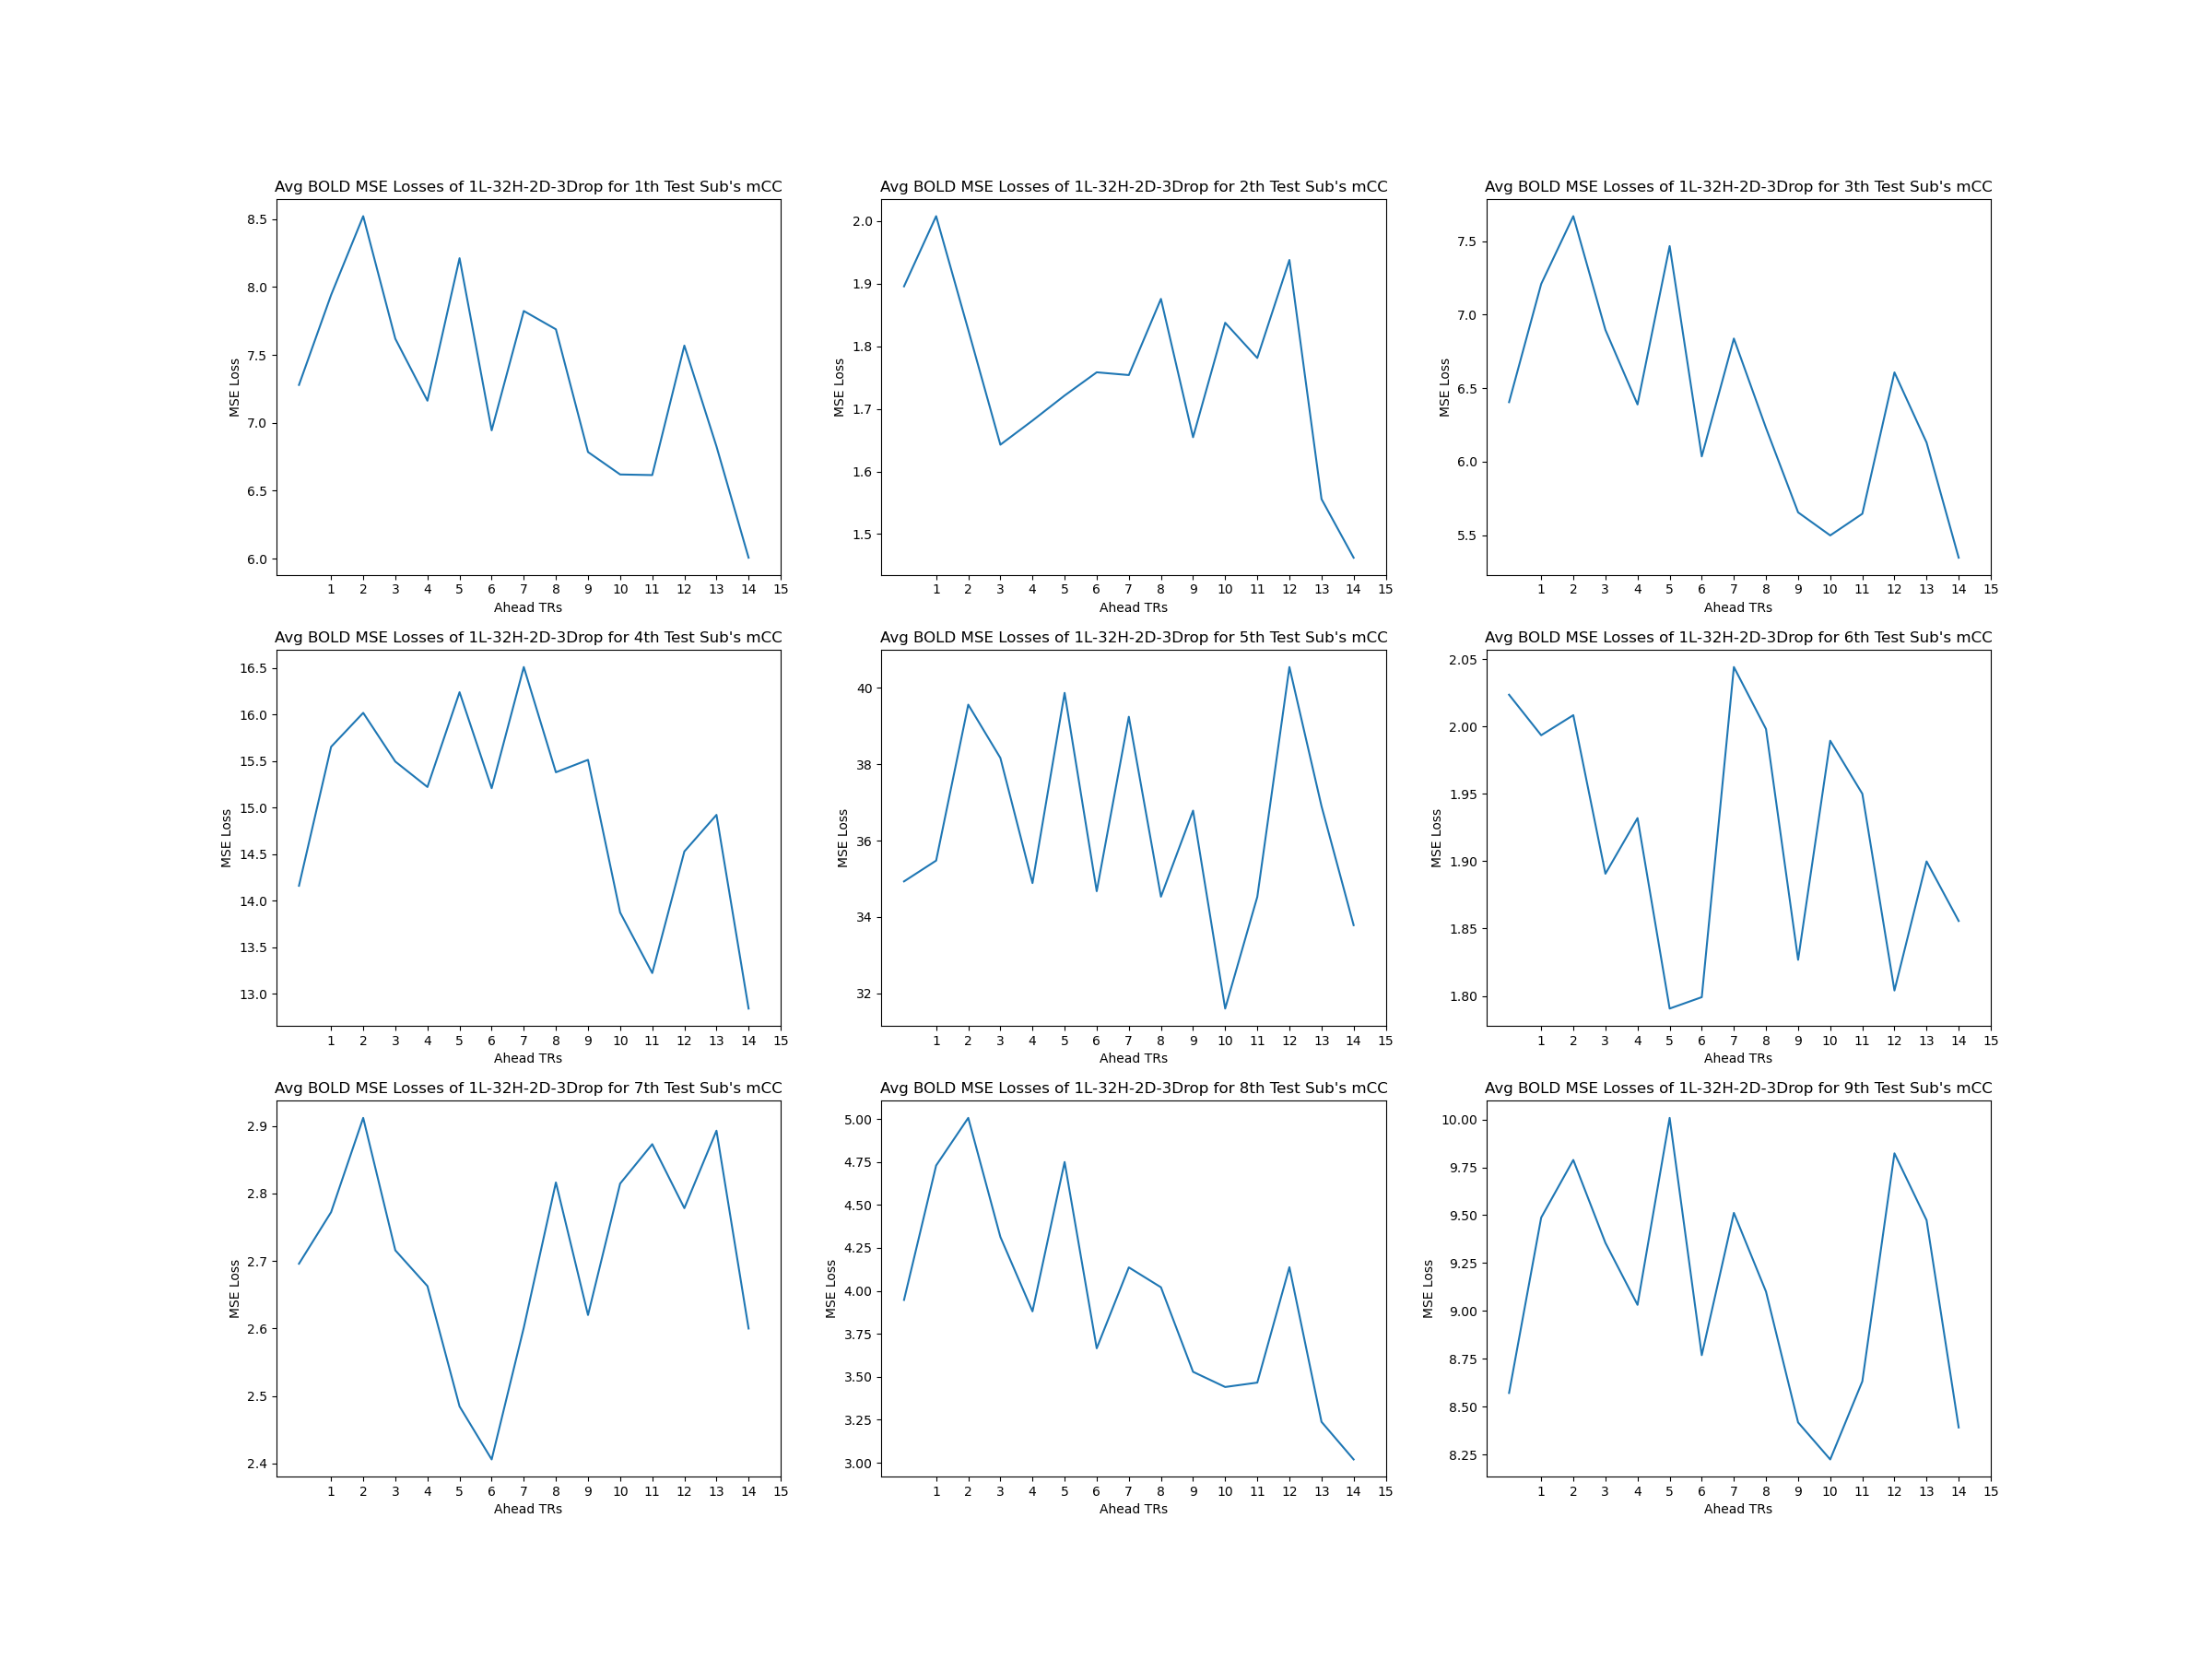 Avg BOLD MSE Losses of 1L-32H-2D-3Drop for 1th Test Sub's mCC
8.5
8.0
7.5
7.0
6.5
6.0
MSE Loss
1 2 3 4 5 6 7 8 9 10 11 12 13 14 15
Ahead TRs
Avg BOLD MSE Losses of 1L-32H-2D-3Drop for 2th Test Sub's mCC
2.0
1.9
1.8
1.7
1.6
1.5
MSE Loss
1 2 3 4 5 6 7 8 9 10 11 12 13 14 15
Ahead TRs
Avg BOLD MSE Losses of 1L-32H-2D-3Drop for 3th Test Sub's mCC
7.5
7.0
6.5
6.0
5.5
MSE Loss
1 2 3 4 5 6 7 8 9 10 11 12 13 14 15
Ahead TRs
Avg BOLD MSE Losses of 1L-32H-2D-3Drop for 4th Test Sub's mCC
16.5
16.0
15.5
15.0
14.5
14.0
13.5
13.0
MSE Loss
1 2 3 4 5 6 7 8 9 10 11 12 13 14 15
Ahead TRs
Avg BOLD MSE Losses of 1L-32H-2D-3Drop for 5th Test Sub's mCC
40
38
36
34
32
MSE Loss
1 2 3 4 5 6 7 8 9 10 11 12 13 14 15
Ahead TRs
Avg BOLD MSE Losses of 1L-32H-2D-3Drop for 6th Test Sub's mCC
2.05
2.00
1.95
1.90
1.85
1.80
MSE Loss
1 2 3 4 5 6 7 8 9 10 11 12 13 14 15
Ahead TRs
Avg BOLD MSE Losses of 1L-32H-2D-3Drop for 7th Test Sub's mCC
2.9
2.8
2.7
2.6
2.5
2.4
MSE Loss
1 2 3 4 5 6 7 8 9 10 11 12 13 14 15
Ahead TRs
Avg BOLD MSE Losses of 1L-32H-2D-3Drop for 8th Test Sub's mCC
5.00
4.75
4.50
4.25
4.00
3.75
3.50
3.25
3.00
MSE Loss
1 2 3 4 5 6 7 8 9 10 11 12 13 14 15
Ahead TRs
Avg BOLD MSE Losses of 1L-32H-2D-3Drop for 9th Test Sub's mCC
10.00
9.75
9.50
9.25
9.00
8.75
8.50
8.25
MSE Loss
1 2 3 4 5 6 7 8 9 10 11 12 13 14 15
Ahead TRs